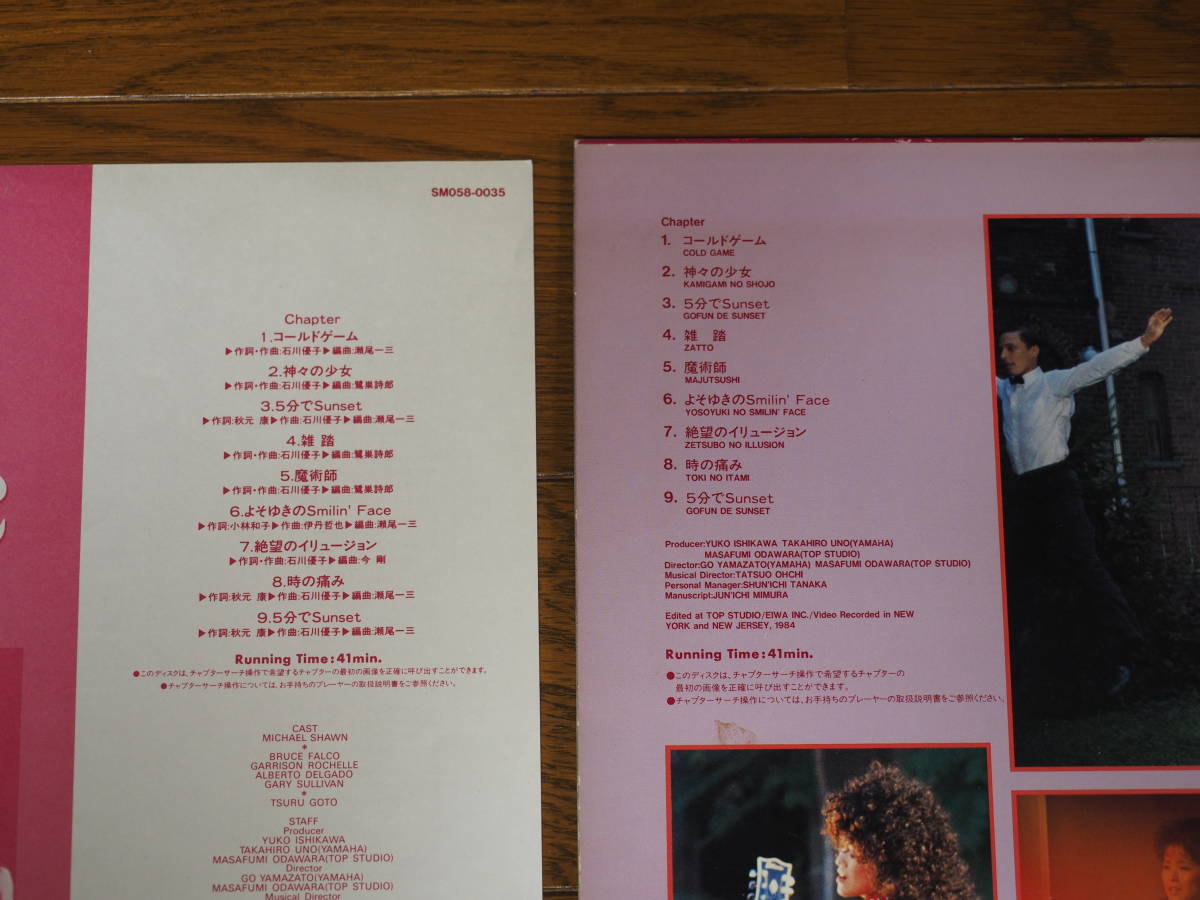 SM058-0035
Chapter
1.コールドゲーム
▶作詞・作曲:石川優子▶編曲:瀬尾一三
2.神々の少女
▶作詞・作曲:石川優子▶編曲:鷺巣詩郎
3.5分でSunset
▶作詞:秋元 康▶作曲:石川優子▶編曲:瀬尾一三
4.雑 踏
▶作詞・作曲:石川優子▶編曲:鷺巣詩郎
5.魔術師
▶作詞・作曲:石川優子▶編曲:鷺巣詩郎
6.よそゆきのSmilin' Face
▶作詞:小林和子▶作曲:伊丹哲也▶編曲:瀬尾一三
7.絶望のイリュージョン
▶作詞・作曲:石川優子▶編曲:今 剛
8.時の痛み
▶作詞:秋元 康▶作曲:石川優子▶編曲:瀬尾一三
9.5分でSunset
▶作詞:秋元 康▶作曲:石川優子▶編曲:瀬尾一三
Running Time:41min.
●このディスクは、チャプターサーチ操作で希望するチャプターの最初の画像を正確に呼び出すことができます。
●チャプターサーチ操作については、お手持ちのプレーヤーの取扱説明書をご参照ください。
CAST
MICHAEL SHAWN
*
BRUCE FALCO
GARRISON ROCHELLE
ALBERTO DELGADO
GARY SULLIVAN
*
TSURU GOTO
STAFF
Producer
YUKO ISHIKAWA
TAKAHIRO UNO(YAMAHA)
MASAFUMI ODAWARA(TOP STUDIO)
Director
GO YAMAZATO(YAMAHA)
MASAFUMI ODAWARA(TOP STUDIO)
Musical Director
Chapter
1. コールドゲーム
COLD GAME
2. 神々の少女
KAMIGAMI NO SHOJO
3. 5分でSunset
GOFUN DE SUNSET
4. 雑 踏
ZATTO
5. 魔術師
MAJUTSUSHI
6. よそゆきのSmilin' Face
YOSOYUKI NO SMILIN' FACE
7. 絶望のイリュージョン
ZETSUBO NO ILLUSION
8. 時の痛み
TOKI NO ITAMI
9. 5分でSunset
GOFUN DE SUNSET
Producer:YUKO ISHIKAWA TAKAHIRO UNO(YAMAHA)
MASAFUMI ODAWARA(TOP STUDIO)
Director:GO YAMAZATO(YAMAHA) MASAFUMI ODAWARA(TOP STUDIO)
Musical Director:TATSUO OHCHI
Personal Manager:SHUN'ICHI TANAKA
Manuscript:JUN'ICHI MIMURA
Edited at TOP STUDIO/EIWA INC./Video Recorded in NEW
YORK and NEW JERSEY, 1984
Running Time:41min.
●このディスクは、チャプターサーチ操作で希望するチャプターの
最初の画像を正確に呼び出すことができます。
●チャプターサーチ操作については、お手持ちのプレーヤーの取扱説明書をご参照ください。